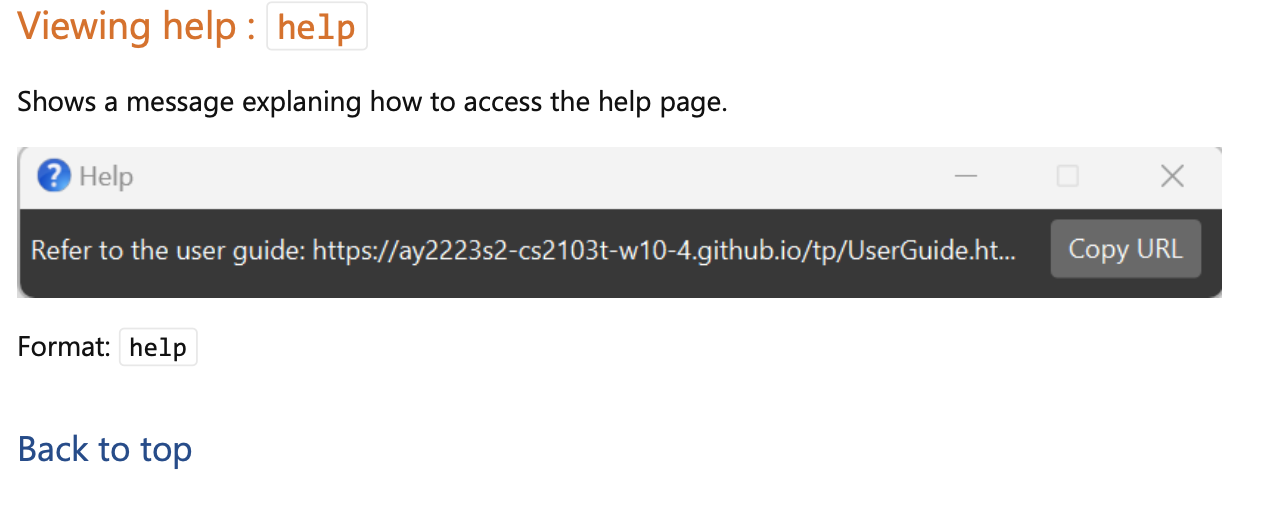 Viewing help : help
Shows a message explaning how to access the help page.
? Help
Refer to the user guide: https://ay2223s2-cs2103t-w10-4.github.io/tp/UserGuide.ht... Copy URL
Format: help
Back to top